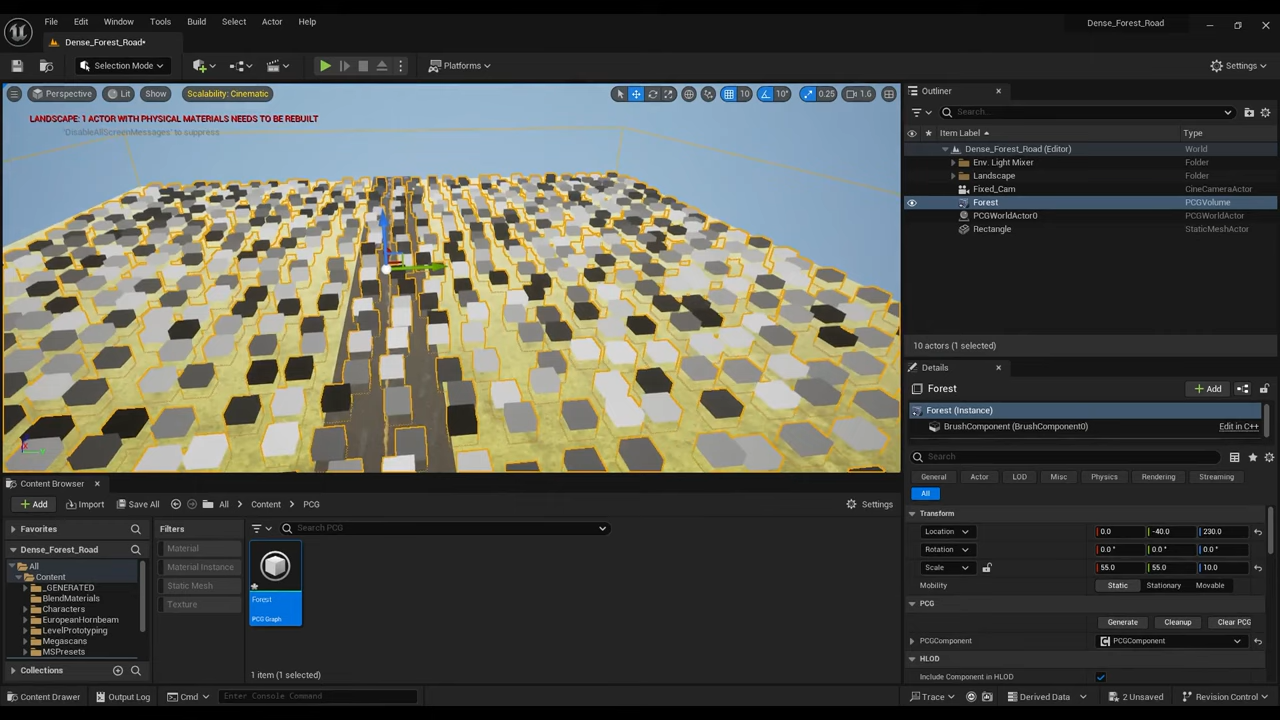 File Edit Window Tools Build Select Actor Help
Dense_Forest_Road
Dense_Forest_Road*
Selection Mode
Platforms
Settings
Perspective Lit Show Scalability: Cinematic
10 10° 0.25 1.6
LANDSCAPE: 1 ACTOR WITH PHYSICAL MATERIALS NEEDS TO BE REBUILT
'DisableAllScreenMessages' to suppress
Outliner
Search...
Item Label Type
Dense_Forest_Road (Editor) World
Env. Light Mixer Folder
Landscape Folder
Fixed_Cam CineCameraActor
Forest PCGVolume
PCGWorldActor0 PCGWorldActor
Rectangle StaticMeshActor
10 actors (1 selected)
Details
Forest
Add
Forest (Instance)
BrushComponent (BrushComponent0) Edit in C++
Search
General Actor LOD Misc Physics Rendering Streaming
All
Transform
Location 0.0 -40.0 230.0
Rotation 0.0° 0.0° 0.0°
Scale 55.0 55.0 10.0
Mobility Static Stationary Movable
PCG
Generate Cleanup Clear PCG
PCGComponent PCGComponent
HLOD
Include Component in HLOD
Content Browser
Add Import Save All All Content PCG Settings
Favorites
Dense_Forest_Road
All
Content
_GENERATED
BlendMaterials
Characters
EuropeanHornbeam
LevelPrototyping
Megascans
MSPresets
Collections
Filters
Material
Material Instance
Static Mesh
Texture
Search PCG
Forest
PCG Graph
1 item (1 selected)
Content Drawer Output Log Cmd Enter Console Command
Trace Derived Data 2 Unsaved Revision Control